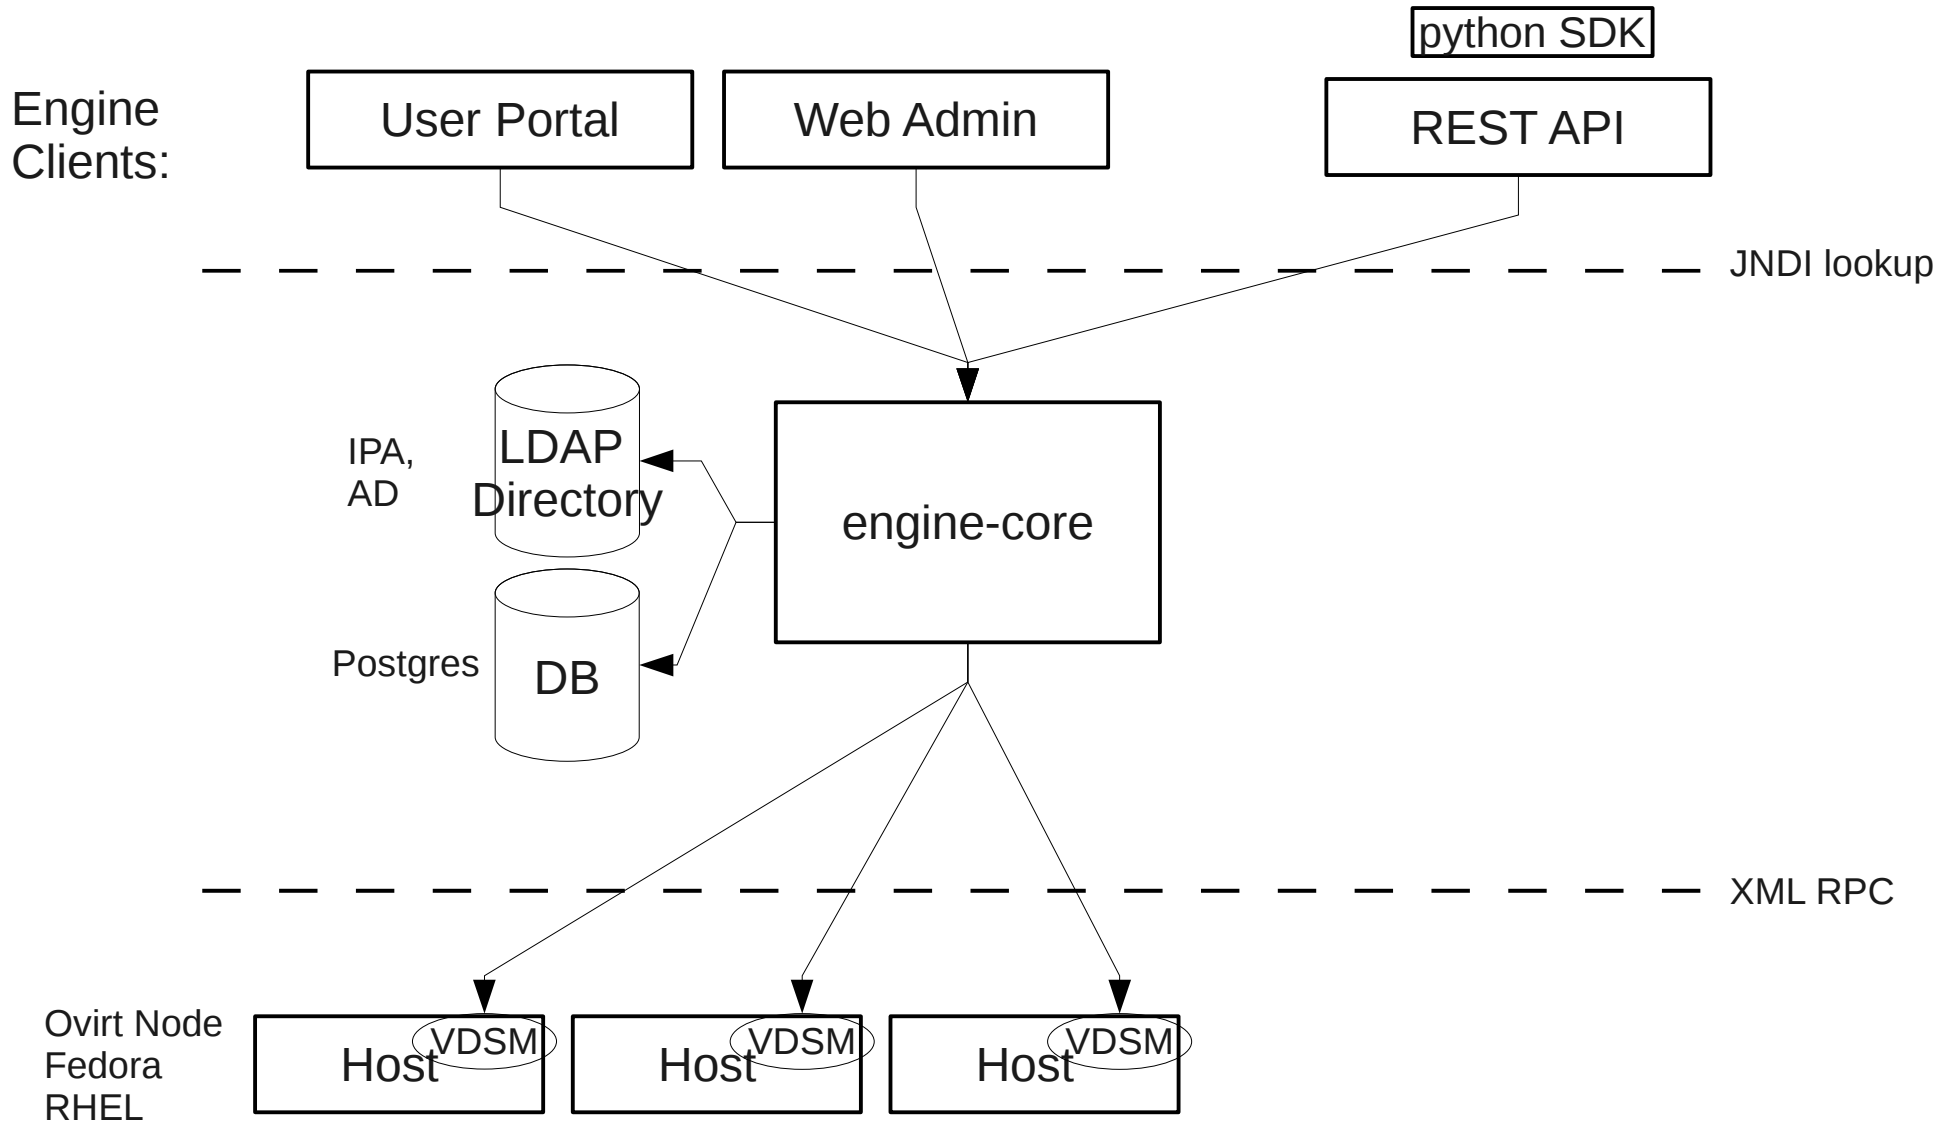 python SDK
Engine
Clients:
User Portal
Web Admin
REST API
JNDI lookup
IPA,
AD
LDAP
Directory
engine-core
Postgres
DB
XML RPC
Ovirt Node
Fedora
RHEL
Host
VDSM
Host
VDSM
Host
VDSM